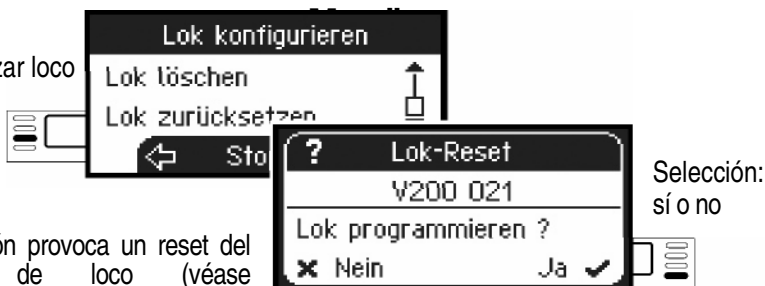 Lok konfigurieren
zar loco
Lok löschen
Lok zurücksetzen
? Lok-Reset
V200 021
Lok programmieren ?
Nein Ja
Selección:
sí o no
ón provoca un reset del
de loco (véase